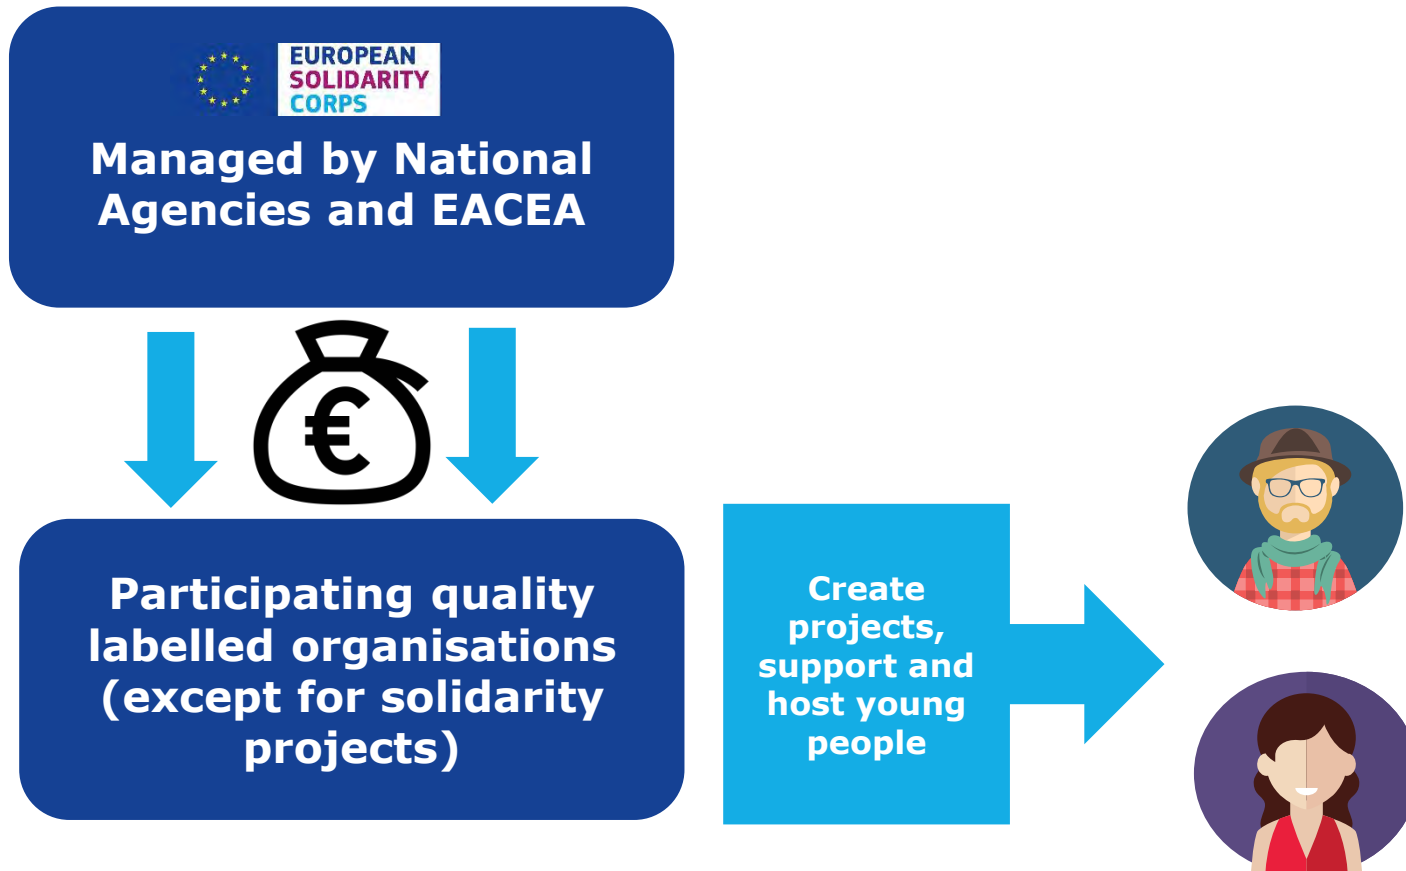 EUROPEAN
SOLIDARITY
CORPS
Managed by National
Agencies and EACEA
€
Participating quality
labelled organisations
(except for solidarity
projects)
Create
projects,
support and
host young
people